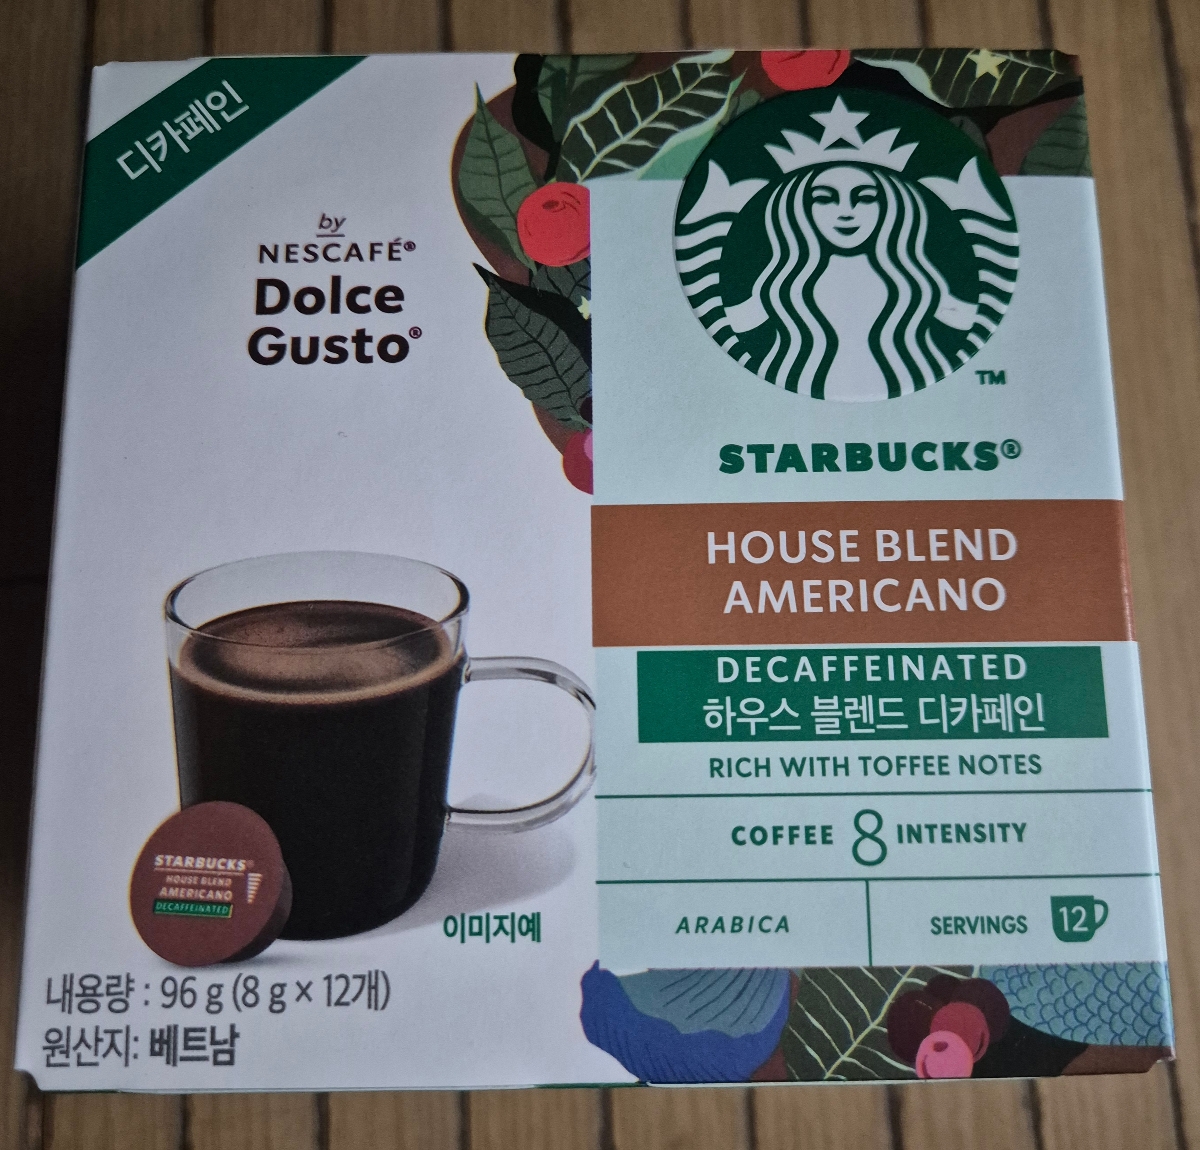 디카페인
by
NESCAFÉ®
Dolce
Gusto®
TM
STARBUCKS®
HOUSE BLEND
AMERICANO
DECAFFEINATED
하우스 블렌드 디카페인
RICH WITH TOFFEE NOTES
COFFEE 8 INTENSITY
ARABICA
SERVINGS 12
STARBUCKS®
HOUSE BLEND
AMERICANO
DECAFFEINATED
이미지예
내용량 : 96 g (8 g × 12개)
원산지: 베트남